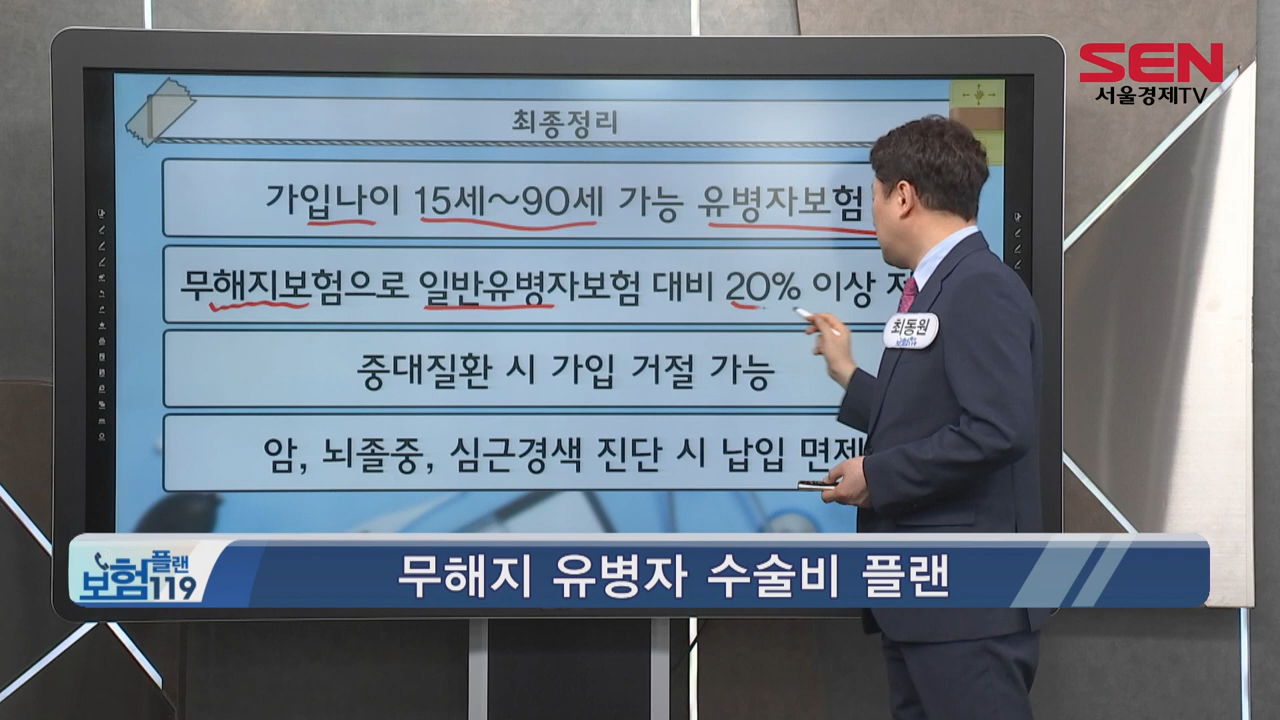 SEN
서울경제TV
최종정리
가입나이 15세~90세 가능 유병자보험
무해지보험으로 일반유병자보험 대비 20% 이상
중대질환 시 가입 거절 가능
암, 뇌졸중, 심근경색 진단 시 납입 면제
최동원
보험플랜119
무해지 유병자 수술비 플랜